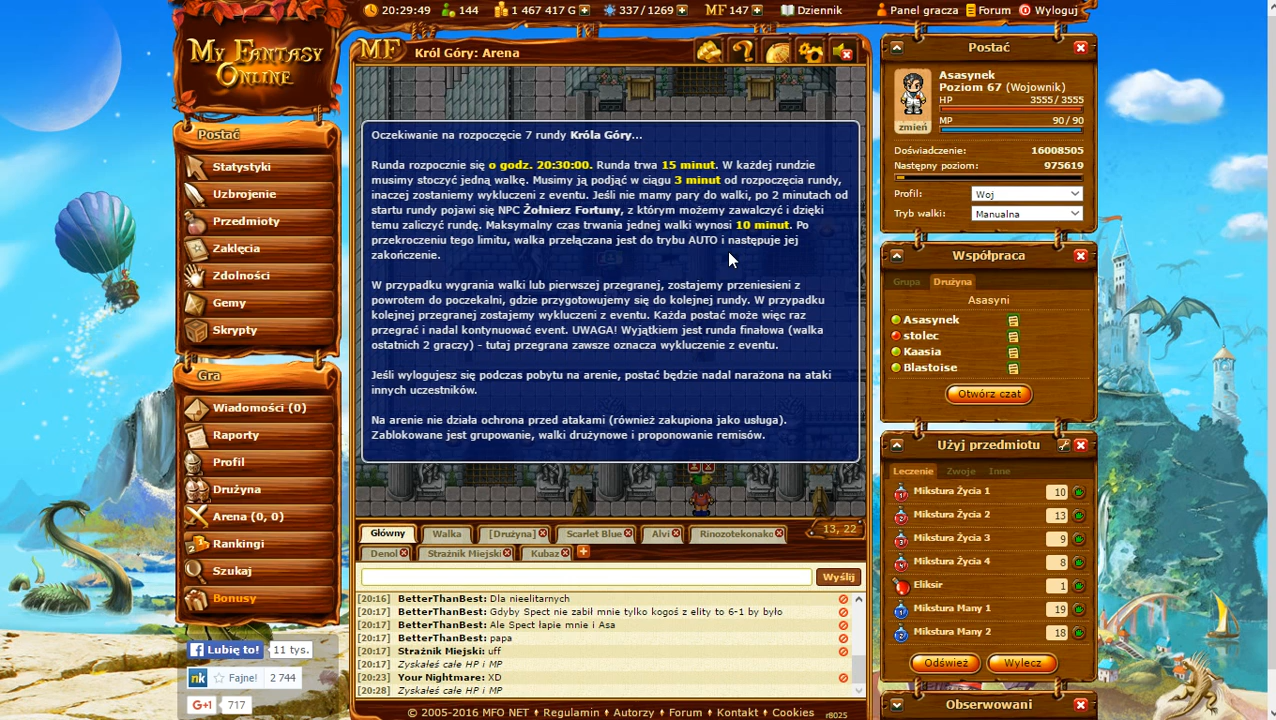 20:29:49 144 1 467 417 G 337 / 1269 MF 147 Dziennik Panel gracza Forum Wyloguj
My Fantasy
Online
Postać
Statystyki
Uzbrojenie
Przedmioty
Zaklęcia
Zdolności
Gemy
Skrypty
Gra
Wiadomości (0)
Raporty
Profil
Drużyna
Arena (0, 0)
Rankingi
Szukaj
Bonusy
Lubię to! 11 tys.
nk Fajne! 2 744
G+1 717
MF Król Góry: Arena
Oczekiwanie na rozpoczęcie 7 rundy Króla Góry...
Runda rozpocznie się o godz. 20:30:00. Runda trwa 15 minut. W każdej rundzie
musimy stoczyć jedną walkę. Musimy ją podjąć w ciągu 3 minut od rozpoczęcia rundy,
inaczej zostaniemy wykluczeni z eventu. Jeśli nie mamy pary do walki, po 2 minutach od
startu rundy pojawi się NPC Żołnierz Fortuny, z którym możemy zawalczyć i dzięki
temu zaliczyć rundę. Maksymalny czas trwania jednej walki wynosi 10 minut. Po
przekroczeniu tego limitu, walka przełączana jest do trybu AUTO i następuje jej
zakończenie.
W przypadku wygrania walki lub pierwszej przegranej, zostajemy przeniesieni z
powrotem do poczekalni, gdzie przygotowujemy się do kolejnej rundy. W przypadku
kolejnej przegranej zostajemy wykluczeni z eventu. Każda postać może więc raz
przegrać i nadal kontynuować event. UWAGA! Wyjątkiem jest runda finałowa (walka
ostatnich 2 graczy) - tutaj przegrana zawsze oznacza wykluczenie z eventu.
Jeśli wylogujesz się podczas pobytu na arenie, postać będzie nadal narażona na ataki
innych uczestników.
Na arenie nie działa ochrona przed atakami (również zakupiona jako usługa).
Zablokowane jest grupowanie, walki drużynowe i proponowanie remisów.
13, 22
Główny Walka [Drużyna] Scarlet Blue Alvi Rinozotekonako
Denol Strażnik Miejski Kubaz
Wyślij
[20:16] BetterThanBest: Dla nieelitarnych
[20:17] BetterThanBest: Gdyby Spect nie zabił mnie tylko kogoś z elity to 6-1 by było
[20:17] BetterThanBest: Ale Spect łapie mnie i Asa
[20:17] BetterThanBest: papa
[20:17] Strażnik Miejski: uff
[20:17] Zyskałeś całe HP i MP
[20:23] Your Nightmare: XD
[20:28] Zyskałeś całe HP i MP
© 2005-2016 MFO NET ♦ Regulamin ♦ Autorzy ♦ Forum ♦ Kontakt ♦ Cookies r8025
Postać
Asasynek
Poziom 67 (Wojownik)
HP 3555 / 3555
MP 90 / 90
zmień
Doświadczenie: 16008505
Następny poziom: 975619
Profil: Woj
Tryb walki: Manualna
Współpraca
Grupa Drużyna
Asasyni
Asasynek
stolec
Kaasia
Blastoise
Otwórz czat
Użyj przedmiotu
Leczenie Zwoje Inne
Mikstura Życia 1 10
Mikstura Życia 2 13
Mikstura Życia 3 9
Mikstura Życia 4 8
Eliksir 1
Mikstura Many 1 19
Mikstura Many 2 18
Odśwież Wylecz
Obserwowani